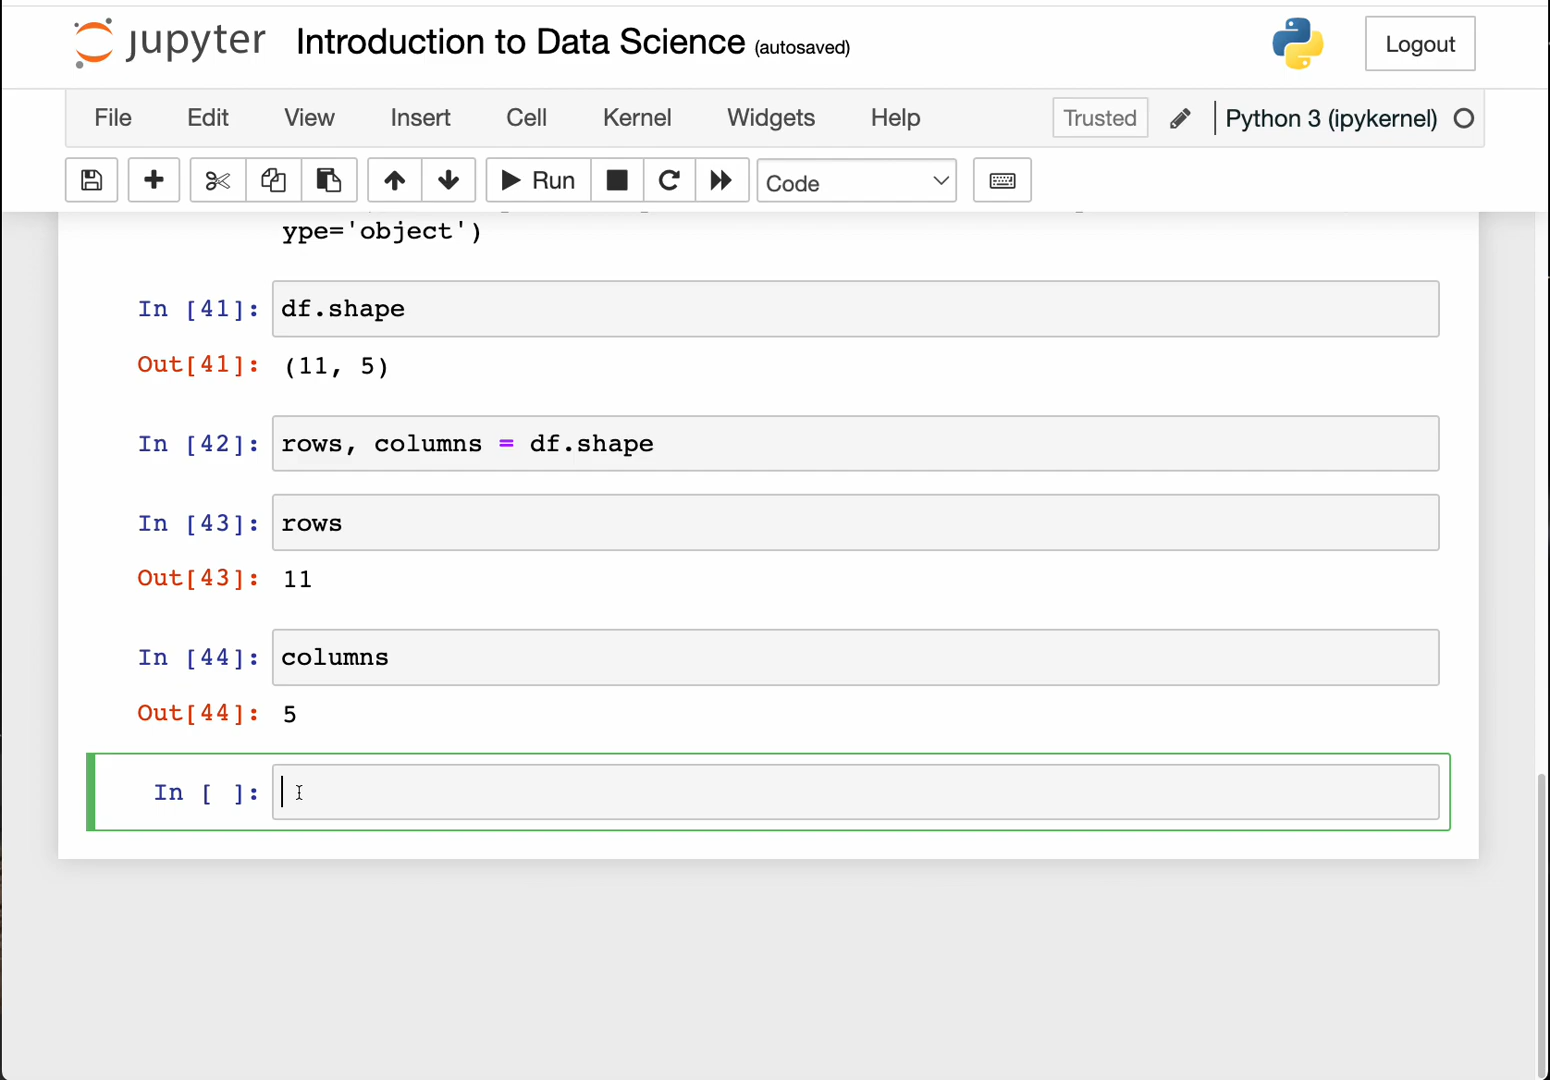 jupyter Introduction to Data Science (autosaved) Logout
File Edit View Insert Cell Kernel Widgets Help Trusted Python 3 (ipykernel)
Run Code
ype='object')
In [41]: df.shape
Out[41]: (11, 5)
In [42]: rows, columns = df.shape
In [43]: rows
Out[43]: 11
In [44]: columns
Out[44]: 5
In [ ]: